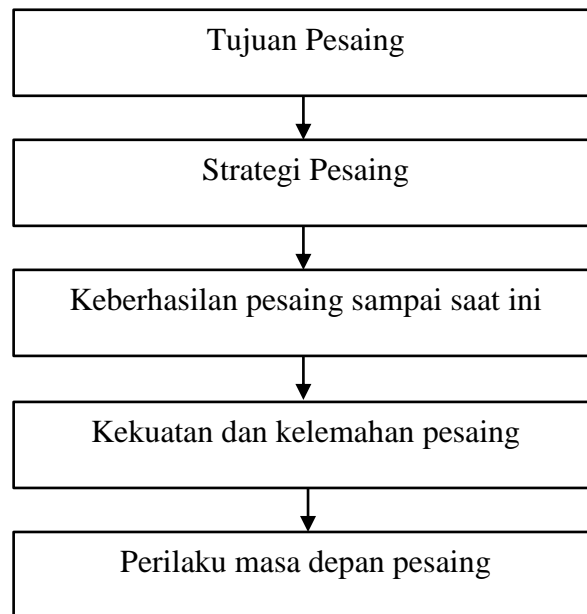 Tujuan Pesaing
Strategi Pesaing
Keberhasilan pesaing sampai saat ini
Kekuatan dan kelemahan pesaing
Perilaku masa depan pesaing